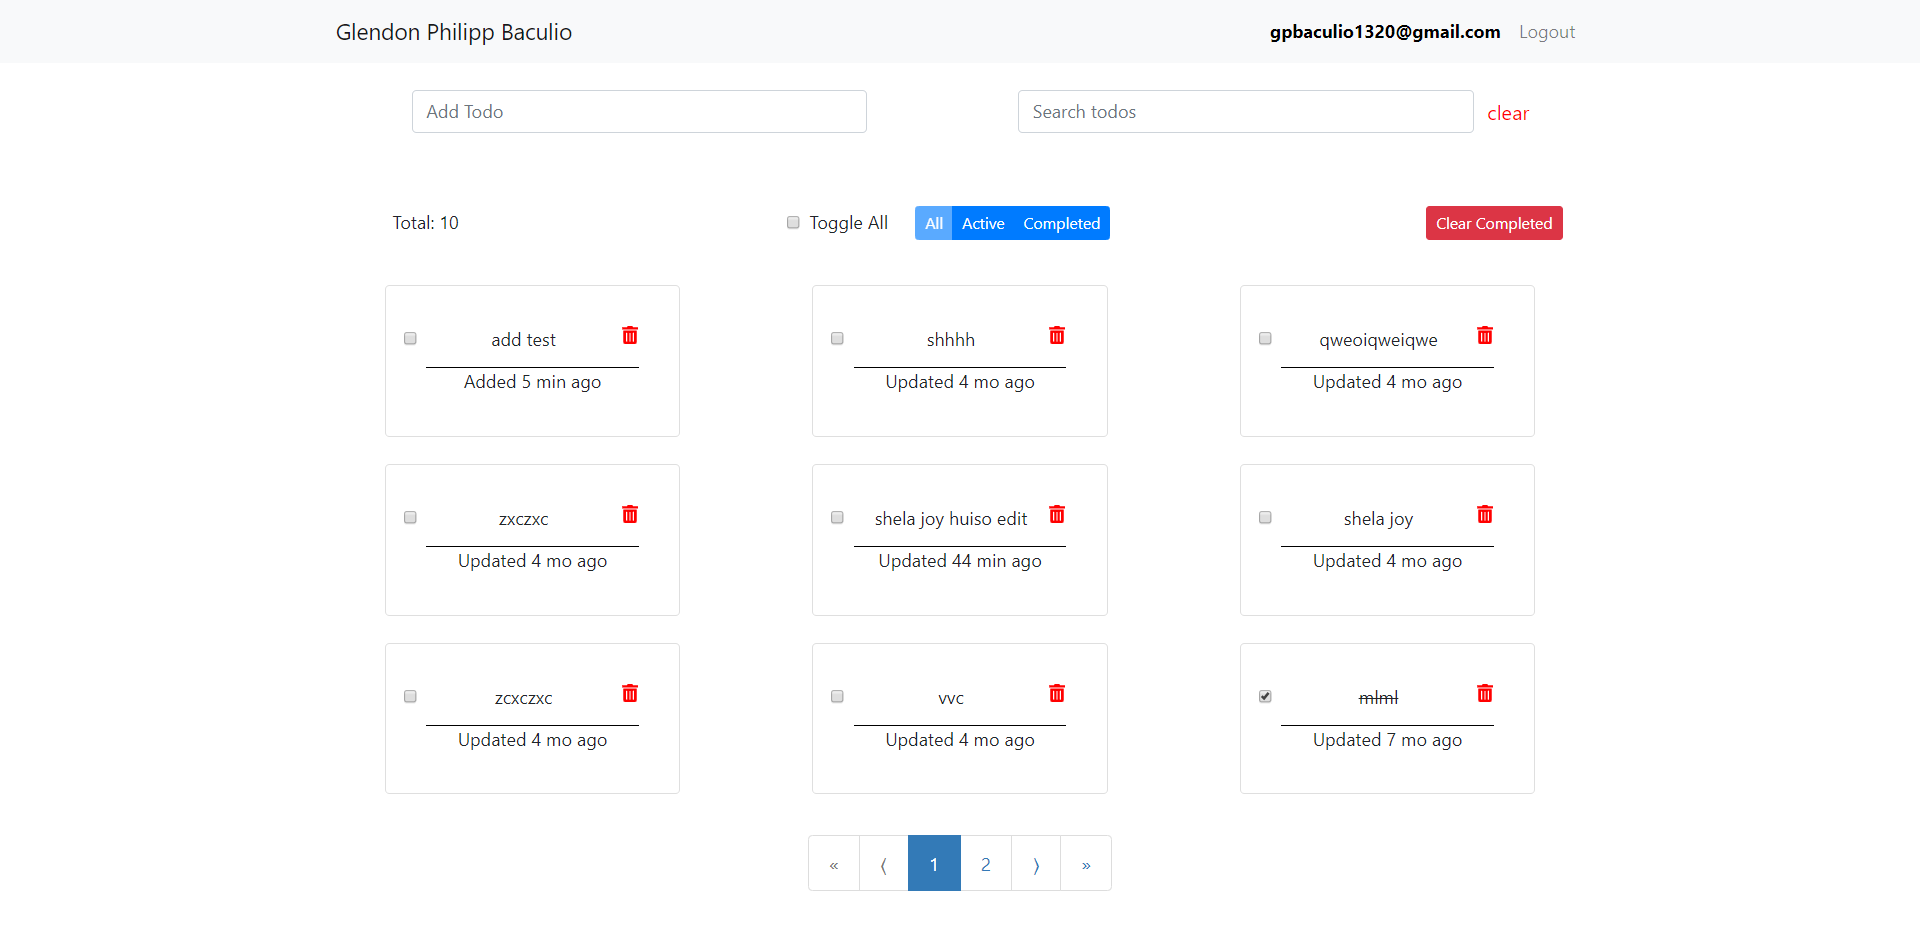 Glendon Philipp Baculio
gpbaculio1320@gmail.com Logout
Add Todo
Search todos
clear
Total: 10
Toggle All
All Active Completed
Clear Completed
add test
Added 5 min ago
shhhh
Updated 4 mo ago
qweoiqweiqwe
Updated 4 mo ago
zxczxc
Updated 4 mo ago
shela joy huiso edit
Updated 44 min ago
shela joy
Updated 4 mo ago
zcxczxc
Updated 4 mo ago
vvc
Updated 4 mo ago
mlml
Updated 7 mo ago
« ⟨ 1 2 ⟩ »